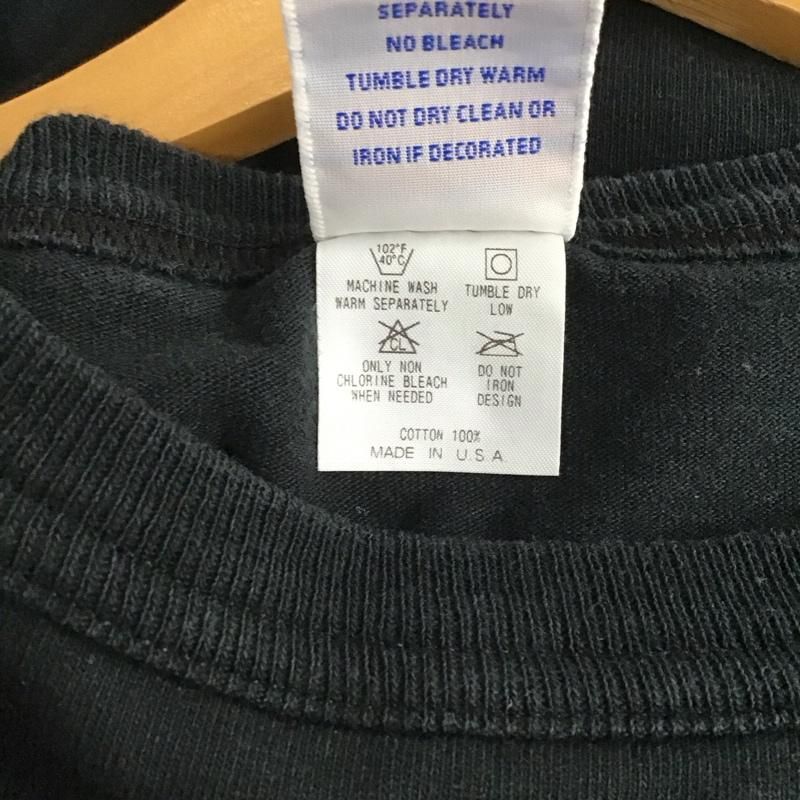 SEPARATELY
NO BLEACH
TUMBLE DRY WARM
DO NOT DRY CLEAN OR
IRON IF DECORATED
102°F
40°C
MACHINE WASH
WARM SEPARATELY
TUMBLE DRY
LOW
CL
ONLY NON
CHLORINE BLEACH
WHEN NEEDED
DO NOT
IRON
DESIGN
COTTON 100%
MADE IN U.S.A.